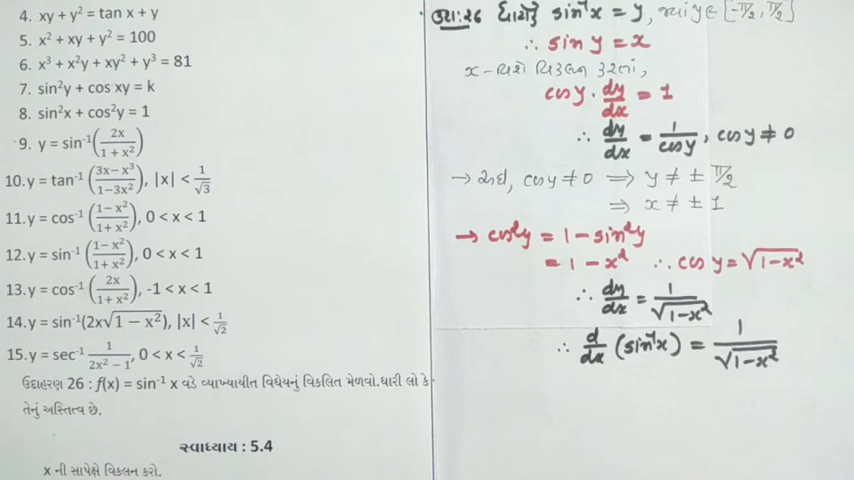 4. xy + y² = tan x + y
5. x² + xy + y² = 100
6. x³ + x²y + xy² + y³ = 81
7. sin²y + cos xy = k
8. sin²x + cos²y = 1
9. y = sin⁻¹(2x/(1 + x²))
10. y = tan⁻¹((3x − x³)/(1 − 3x²)), |x| < 1/√3
11. y = cos⁻¹((1 − x²)/(1 + x²)), 0 < x < 1
12. y = sin⁻¹((1 − x²)/(1 + x²)), 0 < x < 1
13. y = cos⁻¹(2x/(1 + x²)), -1 < x < 1
14. y = sin⁻¹(2x√(1 − x²)), |x| < 1/√2
15. y = sec⁻¹ 1/(2x² − 1), 0 < x < 1/√2
ઉદાહરણ 26 : f(x) = sin⁻¹ x વડે વ્યાખ્યાયીત વિધેયનું વિકલિત મેળવો. ધારી લો કે
તેનું અસ્તિત્વ છે.
સ્વાધ્યાય : 5.4
x ની સાપેક્ષે વિકલન કરો.
ઉદા: ૨૬ ધારોકે sin⁻¹x = y, જ્યાં y ∈ [-π/2, π/2]
∴ sin y = x
x - વિશે વિકલન કરતાં,
cos y · dy/dx = 1
∴ dy/dx = 1/cos y, cos y ≠ 0
→ cos y ≠ 0 ⇒ y ≠ ± π/2
⇒ x ≠ ± 1
→ cos²y = 1 − sin²y
= 1 − x² ∴ cos y = √(1−x²)
∴ dy/dx = 1/√(1−x²)
∴ d/dx (sin⁻¹x) = 1/√(1−x²)